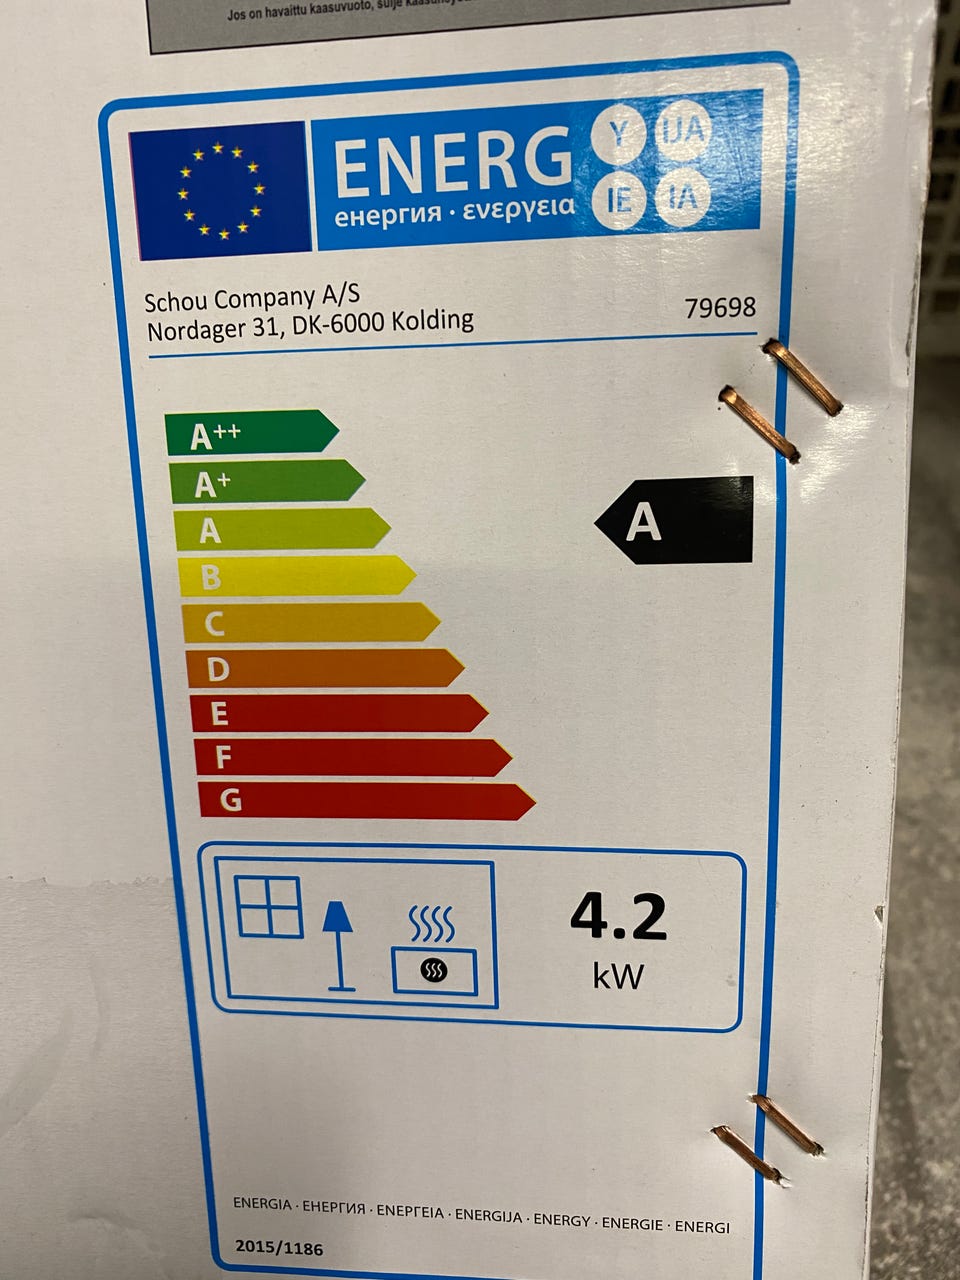 Jos on havaittu kaasuvuoto, sulje
ENERG Y UA
IE IA
енергия · ενεργεια
Schou Company A/S
Nordager 31, DK-6000 Kolding
79698
A++
A+
A
A
B
C
D
E
F
G
4.2
kW
ENERGIA · ЕНЕРГИЯ · ΕΝΕΡΓΕΙΑ · ENERGIJA · ENERGY · ENERGIE · ENERGI
2015/1186